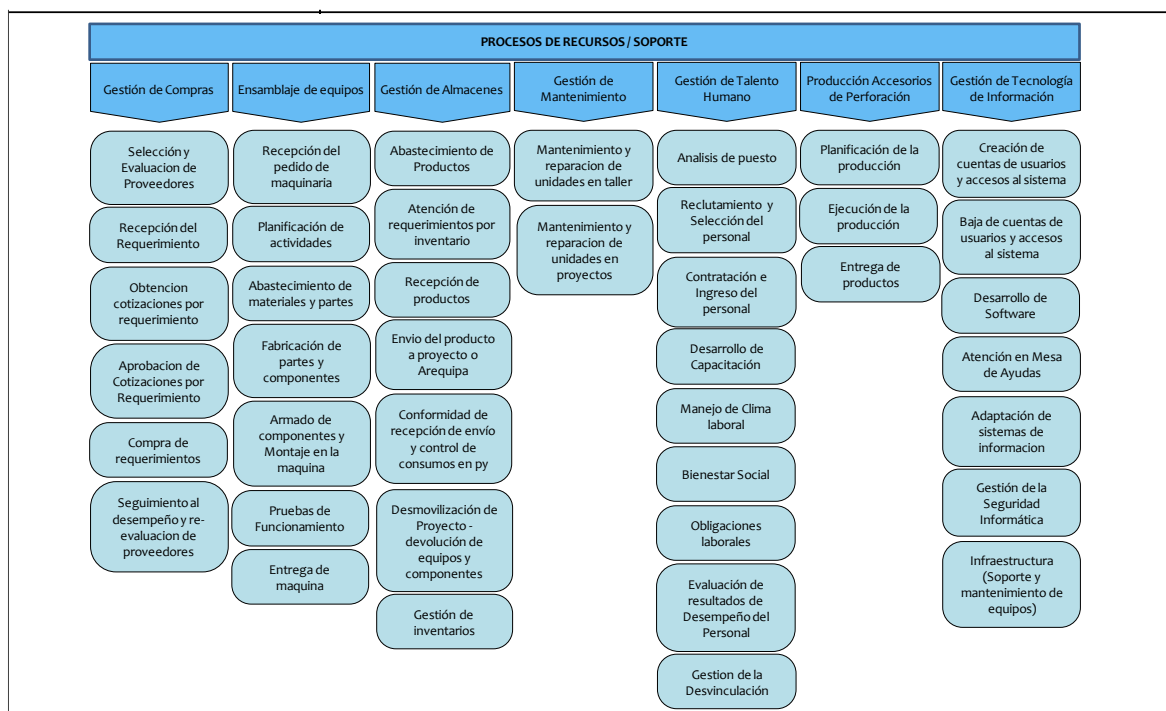 PROCESOS DE RECURSOS / SOPORTE
Gestión de Compras
Selección y
Evaluacion de
Proveedores
Recepción del
Requerimiento
Obtencion
cotizaciones por
requerimiento
Aprobacion de
Cotizaciones por
Requerimiento
Compra de
requerimientos
Seguimiento al
desempeño y re-
evaluacion de
proveedores
Ensamblaje de equipos
Recepción del
pedido de
maquinaria
Planificación de
actividades
Abastecimiento de
materiales y partes
Fabricación de
partes y
componentes
Armado de
componentes y
Montaje en la
maquina
Pruebas de
Funcionamiento
Entrega de
maquina
Gestión de Almacenes
Abastecimiento de
Productos
Atención de
requerimientos por
inventario
Recepción de
productos
Envio del producto
a proyecto o
Arequipa
Conformidad de
recepción de envío
y control de
consumos en py
Desmovilización de
Proyecto -
devolución de
equipos y
componentes
Gestión de
inventarios
Gestión de
Mantenimiento
Mantenimiento y
reparacion de
unidades en taller
Mantenimiento y
reparacion de
unidades en
proyectos
Gestión de Talento
Humano
Analisis de puesto
Reclutamiento y
Selección del
personal
Contratación e
Ingreso del
personal
Desarrollo de
Capacitación
Manejo de Clima
laboral
Bienestar Social
Obligaciones
laborales
Evaluación de
resultados de
Desempeño del
Personal
Gestion de la
Desvinculación
Producción Accesorios
de Perforación
Planificación de la
producción
Ejecución de la
producción
Entrega de
productos
Gestión de Tecnología
de Información
Creación de
cuentas de usuarios
y accesos al sistema
Baja de cuentas de
usuarios y accesos
al sistema
Desarrollo de
Software
Atención en Mesa
de Ayudas
Adaptación de
sistemas de
informacion
Gestión de la
Seguridad
Informática
Infraestructura
(Soporte y
mantenimiento de
equipos)